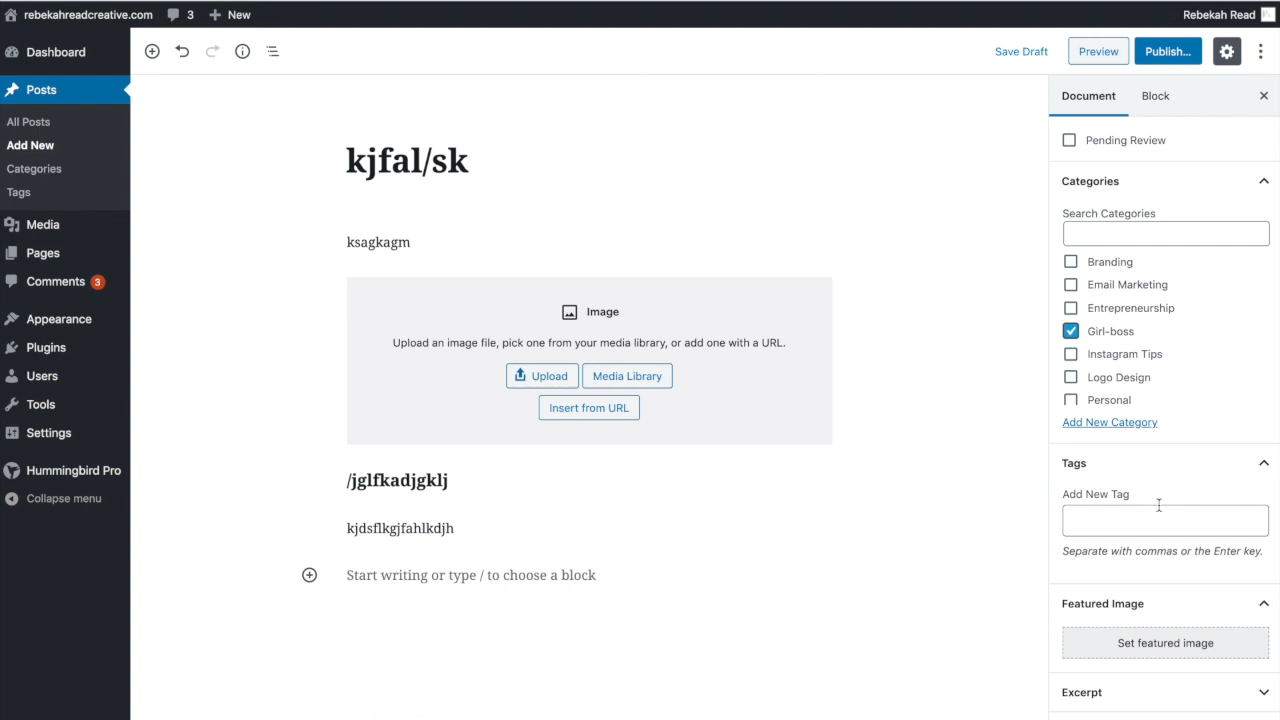 rebekahreadcreative.com 3 New Rebekah Read
Dashboard
Posts
All Posts
Add New
Categories
Tags
Media
Pages
Comments 3
Appearance
Plugins
Users
Tools
Settings
Hummingbird Pro
Collapse menu
Save Draft Preview Publish...
kjfal/sk
ksagkagm
Image
Upload an image file, pick one from your media library, or add one with a URL.
Upload Media Library
Insert from URL
/jglfkadjgklj
kjdsflkgjfahlkdjh
Start writing or type / to choose a block
Document Block
Pending Review
Categories
Search Categories
Branding
Email Marketing
Entrepreneurship
Girl-boss
Instagram Tips
Logo Design
Personal
Add New Category
Tags
Add New Tag
Separate with commas or the Enter key.
Featured Image
Set featured image
Excerpt